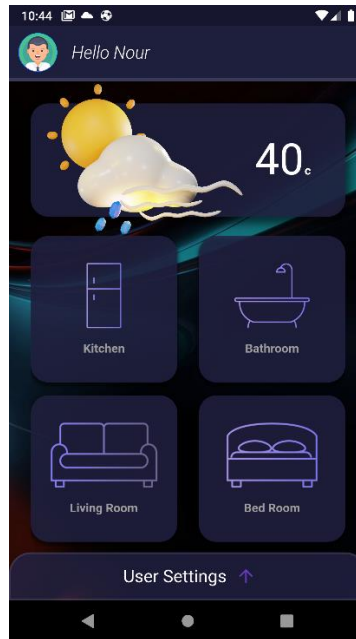 10:44
Hello Nour
40c
Kitchen
Bathroom
Living Room
Bed Room
User Settings